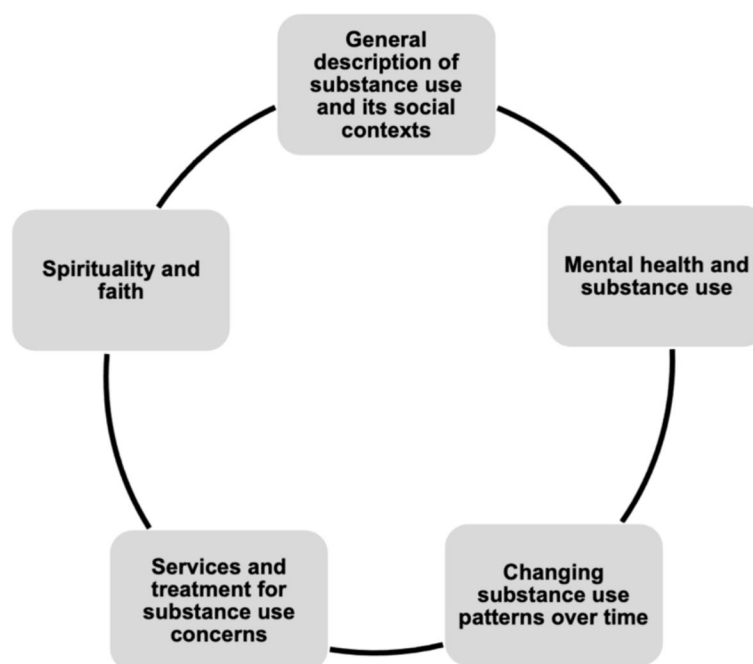 General
description of
substance use
and its social
contexts
Mental health and
substance use
Changing
substance use
patterns over time
Services and
treatment for
substance use
concerns
Spirituality and
faith